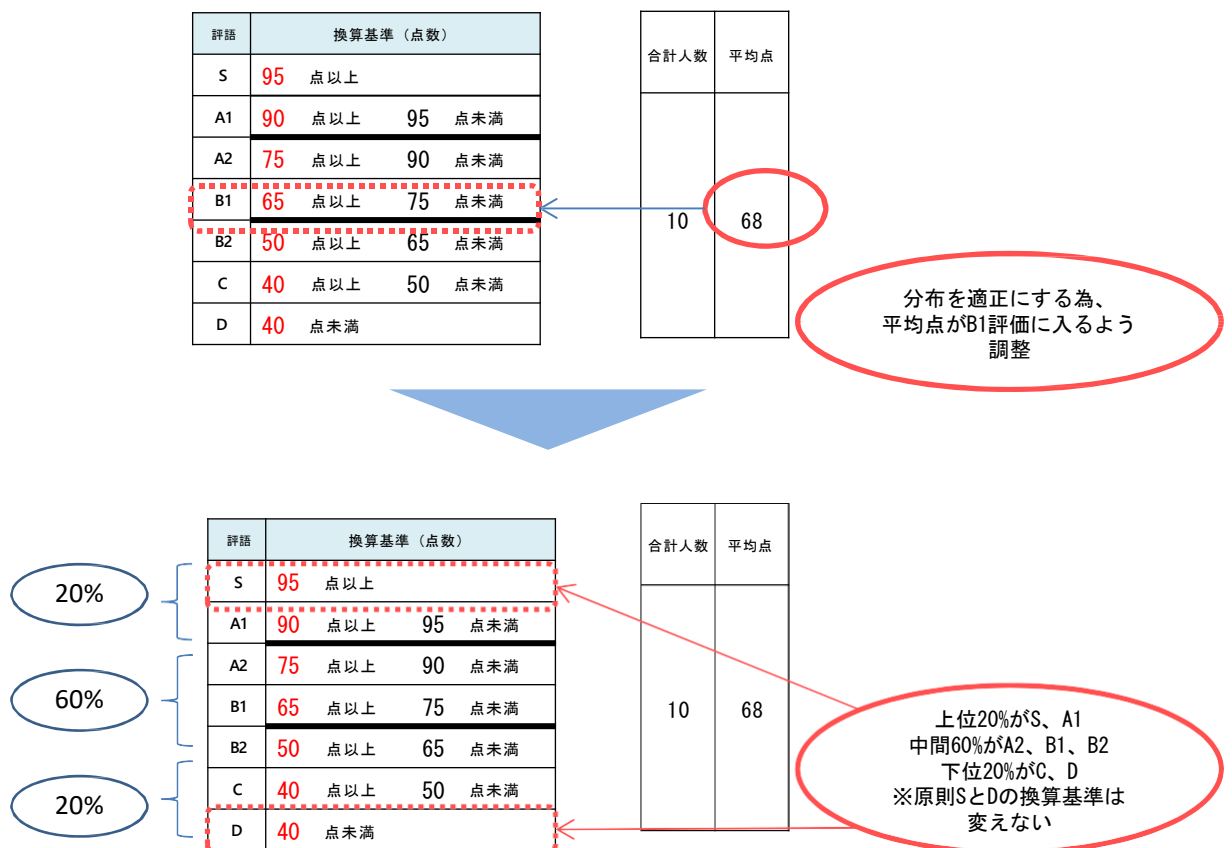 評語 換算基準（点数）
S 95 点以上
A1 90 点以上 95 点未満
A2 75 点以上 90 点未満
B1 65 点以上 75 点未満
B2 50 点以上 65 点未満
C 40 点以上 50 点未満
D 40 点未満
合計人数 平均点
10 68
分布を適正にする為、
平均点がB1評価に入るよう
調整
20%
60%
20%
評語 換算基準（点数）
S 95 点以上
A1 90 点以上 95 点未満
A2 75 点以上 90 点未満
B1 65 点以上 75 点未満
B2 50 点以上 65 点未満
C 40 点以上 50 点未満
D 40 点未満
合計人数 平均点
10 68
上位20%がS、A1
中間60%がA2、B1、B2
下位20%がC、D
※原則SとDの換算基準は
変えない